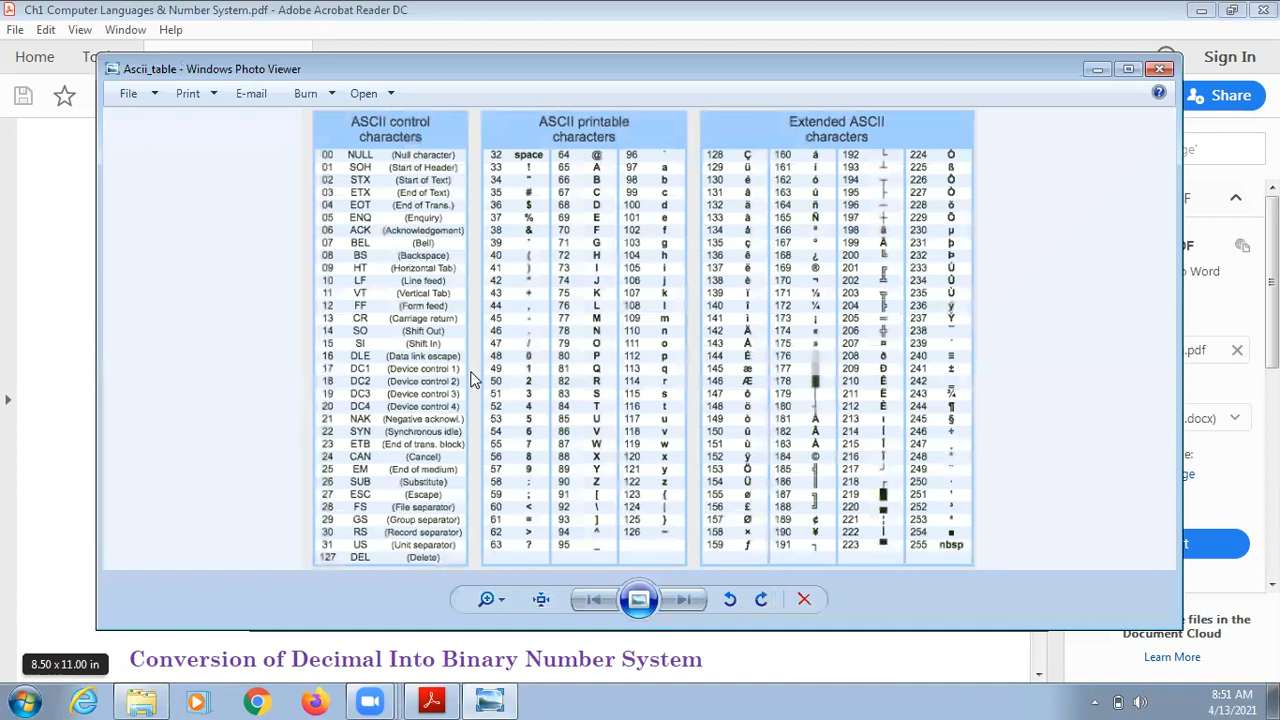 Ch1 Computer Languages & Number System.pdf - Adobe Acrobat Reader DC
File Edit View Window Help
Home Sign In
Share
Ascii_table - Windows Photo Viewer
File Print E-mail Burn Open
ASCII control characters
00 NULL (Null character)
01 SOH (Start of Header)
02 STX (Start of Text)
03 ETX (End of Text)
04 EOT (End of Trans.)
05 ENQ (Enquiry)
06 ACK (Acknowledgement)
07 BEL (Bell)
08 BS (Backspace)
09 HT (Horizontal Tab)
10 LF (Line feed)
11 VT (Vertical Tab)
12 FF (Form feed)
13 CR (Carriage return)
14 SO (Shift Out)
15 SI (Shift In)
16 DLE (Data link escape)
17 DC1 (Device control 1)
18 DC2 (Device control 2)
19 DC3 (Device control 3)
20 DC4 (Device control 4)
21 NAK (Negative acknowl.)
22 SYN (Synchronous idle)
23 ETB (End of trans. block)
24 CAN (Cancel)
25 EM (End of medium)
26 SUB (Substitute)
27 ESC (Escape)
28 FS (File separator)
29 GS (Group separator)
30 RS (Record separator)
31 US (Unit separator)
127 DEL (Delete)
ASCII printable characters
32 space 64 @ 96 `
33 ! 65 A 97 a
34 " 66 B 98 b
35 # 67 C 99 c
36 $ 68 D 100 d
37 % 69 E 101 e
38 & 70 F 102 f
39 ' 71 G 103 g
40 ( 72 H 104 h
41 ) 73 I 105 i
42 * 74 J 106 j
43 + 75 K 107 k
44 , 76 L 108 l
45 - 77 M 109 m
46 . 78 N 110 n
47 / 79 O 111 o
48 0 80 P 112 p
49 1 81 Q 113 q
50 2 82 R 114 r
51 3 83 S 115 s
52 4 84 T 116 t
53 5 85 U 117 u
54 6 86 V 118 v
55 7 87 W 119 w
56 8 88 X 120 x
57 9 89 Y 121 y
58 : 90 Z 122 z
59 ; 91 [ 123 {
60 < 92 \ 124 |
61 = 93 ] 125 }
62 > 94 ^ 126 ~
63 ? 95 _
Extended ASCII characters
128 Ç 160 á 192 └ 224 Ó
129 ü 161 í 193 ┴ 225 ß
130 é 162 ó 194 ┬ 226 Ô
131 â 163 ú 195 ├ 227 Ò
132 ä 164 ñ 196 ─ 228 õ
133 à 165 Ñ 197 ┼ 229 Õ
134 å 166 ª 198 ã 230 µ
135 ç 167 º 199 Ã 231 þ
136 ê 168 ¿ 200 ╚ 232 Þ
137 ë 169 ® 201 ╔ 233 Ú
138 è 170 ¬ 202 ╩ 234 Û
139 ï 171 ½ 203 ╦ 235 Ù
140 î 172 ¼ 204 ╠ 236 ý
141 ì 173 ¡ 205 ═ 237 Ý
142 Ä 174 « 206 ╬ 238 ¯
143 Å 175 » 207 ¤ 239 ´
144 É 176 208 ð 240 ≡
145 æ 177 209 Ð 241 ±
146 Æ 178 210 Ê 242 ‗
147 ô 179 211 Ë 243 ¾
148 ö 180 212 È 244 ¶
149 ò 181 Á 213 ı 245 §
150 û 182 Â 214 Í 246 ÷
151 ù 183 À 215 Î 247 ¸
152 ÿ 184 © 216 Ï 248 °
153 Ö 185 ╣ 217 ┘ 249 ¨
154 Ü 186 ║ 218 ┌ 250 ·
155 ø 187 ╗ 219 █ 251 ¹
156 £ 188 ╝ 220 ▄ 252 ³
157 Ø 189 ¢ 221 ¦ 253 ²
158 × 190 ¥ 222 Ì 254 ■
159 ƒ 191 ┐ 223 ▀ 255 nbsp
Word
.pdf
.docx)
files in the
Document Cloud
Learn More
8.50 x 11.00 in
Conversion of Decimal Into Binary Number System
8:51 AM
4/13/2021